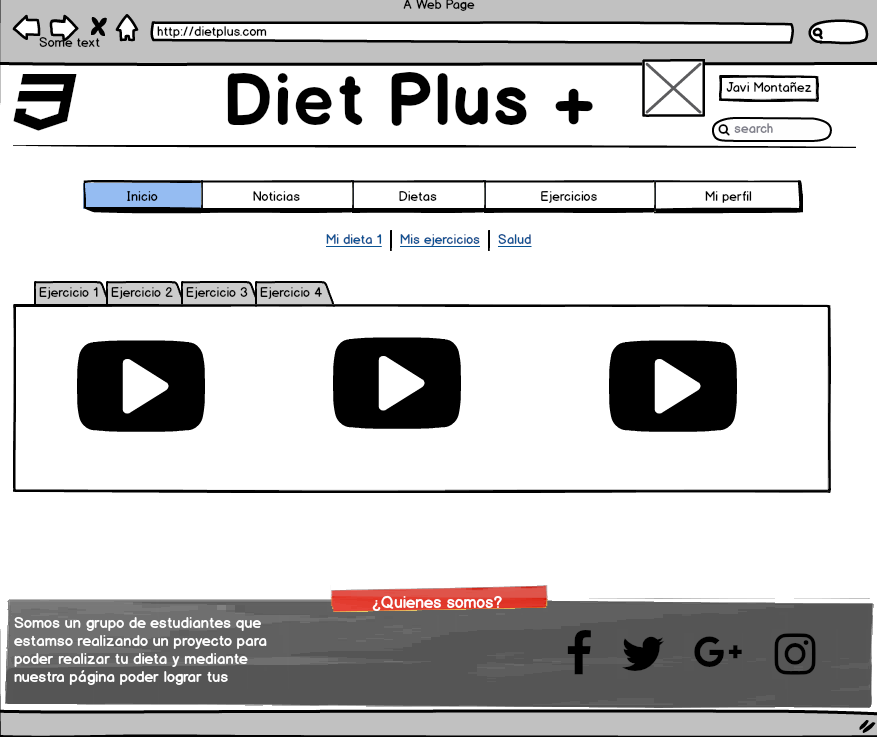 A Web Page
http://dietplus.com
Some text
Diet Plus +
Javi Montañez
search
Inicio Noticias Dietas Ejercicios Mi perfil
Mi dieta 1 Mis ejercicios Salud
Ejercicio 1 Ejercicio 2 Ejercicio 3 Ejercicio 4
¿Quienes somos?
Somos un grupo de estudiantes que
estamso realizando un proyecto para
poder realizar tu dieta y mediante
nuestra página poder lograr tus
G+